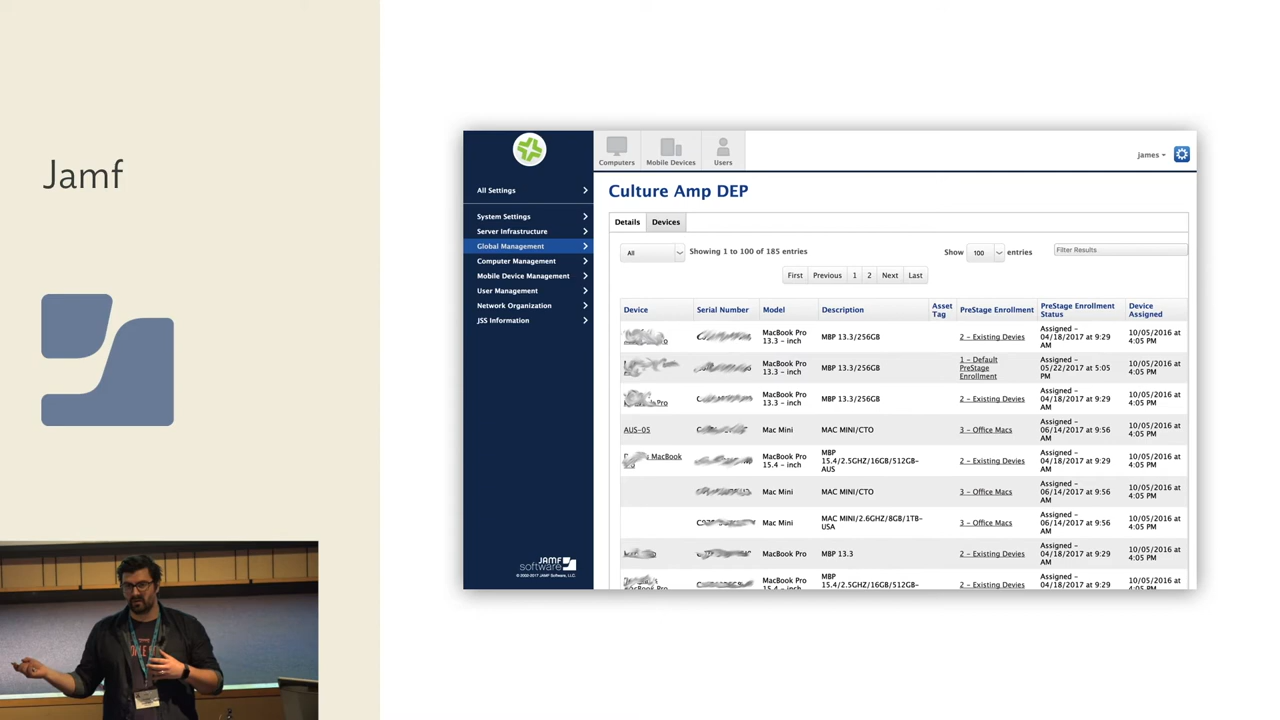 Jamf
Computers
Mobile Devices
Users
james
All Settings
System Settings
Server Infrastructure
Global Management
Computer Management
Mobile Device Management
User Management
Network Organization
JSS Information
JAMF
software
© 2002-2017 JAMF Software, LLC.
Culture Amp DEP
Details Devices
All Showing 1 to 100 of 185 entries Show 100 entries Filter Results
First Previous 1 2 Next Last
Device Serial Number Model Description Asset Tag PreStage Enrollment PreStage Enrollment Status Device Assigned
MacBook Pro 13.3 - inch MBP 13.3/256GB 2 - Existing Devies Assigned - 04/18/2017 at 9:29 AM 10/05/2016 at 4:05 PM
MacBook Pro 13.3 - inch MBP 13.3/256GB 1 - Default PreStage Enrollment Assigned - 05/22/2017 at 5:05 PM 10/05/2016 at 4:05 PM
Pro MacBook Pro 13.3 - inch MBP 13.3/256GB 2 - Existing Devies Assigned - 04/18/2017 at 9:29 AM 10/05/2016 at 4:05 PM
AUS-05 Mac Mini MAC MINI/CTO 3 - Office Macs Assigned - 06/14/2017 at 9:56 AM 10/05/2016 at 4:05 PM
MacBook MacBook Pro 15.4 - inch MBP 15.4/2.5GHZ/16GB/512GB-AUS 2 - Existing Devies Assigned - 04/18/2017 at 9:29 AM 10/05/2016 at 4:05 PM
Mac Mini MAC MINI/CTO 3 - Office Macs Assigned - 06/14/2017 at 9:56 AM 10/05/2016 at 4:05 PM
Mac Mini MAC MINI/2.6GHZ/8GB/1TB-USA 3 - Office Macs Assigned - 06/14/2017 at 9:56 AM 10/05/2016 at 4:05 PM
MacBook Pro MBP 13.3 2 - Existing Devies Assigned - 04/18/2017 at 9:29 AM 10/05/2016 at 4:05 PM
MacBook Pro MacBook Pro 15.4 - inch MBP 15.4/2.5GHZ/16GB/512GB- 2 - Existing Devies Assigned - 04/18/2017 at 9:29 10/05/2016 at 4:05 PM